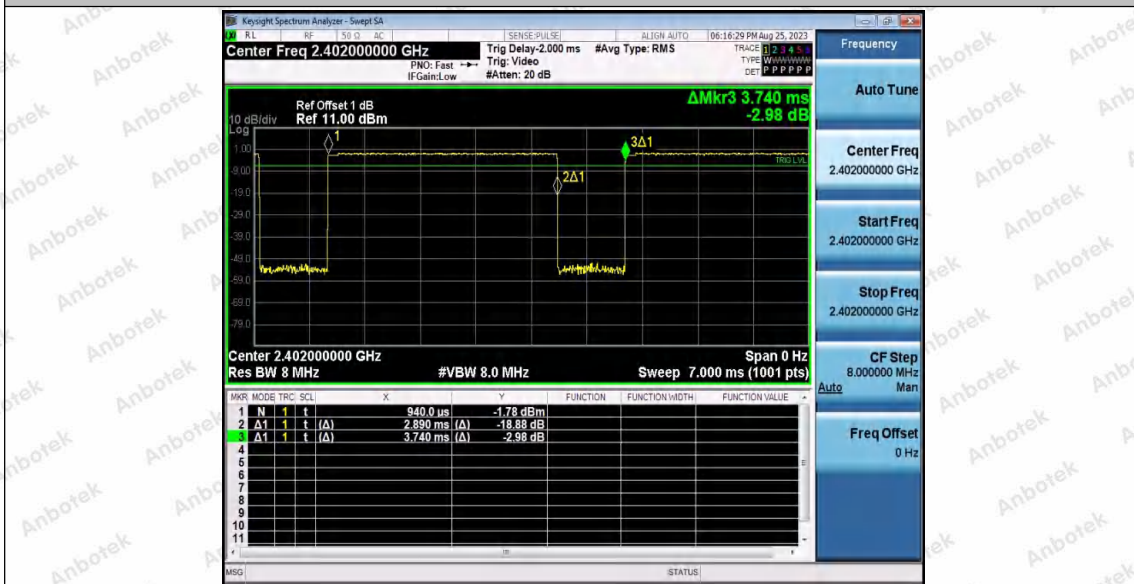 Keysight Spectrum Analyzer - Swept SA
RL RF 50 Ω AC SENSE:PULSE ALIGN AUTO 06:16:29 PM Aug 25, 2023
Center Freq 2.402000000 GHz
PNO: Fast
IFGain:Low
Trig Delay-2.000 ms
Trig: Video
#Atten: 20 dB
#Avg Type: RMS
TRACE 1 2 3 4 5 6
TYPE W
DET P P P P P P
ΔMkr3 3.740 ms
-2.98 dB
Ref Offset 1 dB
10 dB/div Ref 11.00 dBm
Log
1.00
-9.00
-19.0
-29.0
-39.0
-49.0
-59.0
-69.0
-79.0
1
2Δ1
3Δ1
TRIG LVL
Center 2.402000000 GHz Span 0 Hz
Res BW 8 MHz #VBW 8.0 MHz Sweep 7.000 ms (1001 pts)
MKR MODE TRC SCL X Y FUNCTION FUNCTION WIDTH FUNCTION VALUE
1 N 1 t 940.0 us -1.78 dBm
2 Δ1 1 t (Δ) 2.890 ms (Δ) -18.88 dB
3 Δ1 1 t (Δ) 3.740 ms (Δ) -2.98 dB
4
5
6
7
8
9
10
11
MSG STATUS
Frequency
Auto Tune
Center Freq
2.402000000 GHz
Start Freq
2.402000000 GHz
Stop Freq
2.402000000 GHz
CF Step
8.000000 MHz
Auto Man
Freq Offset
0 Hz
Anbotek